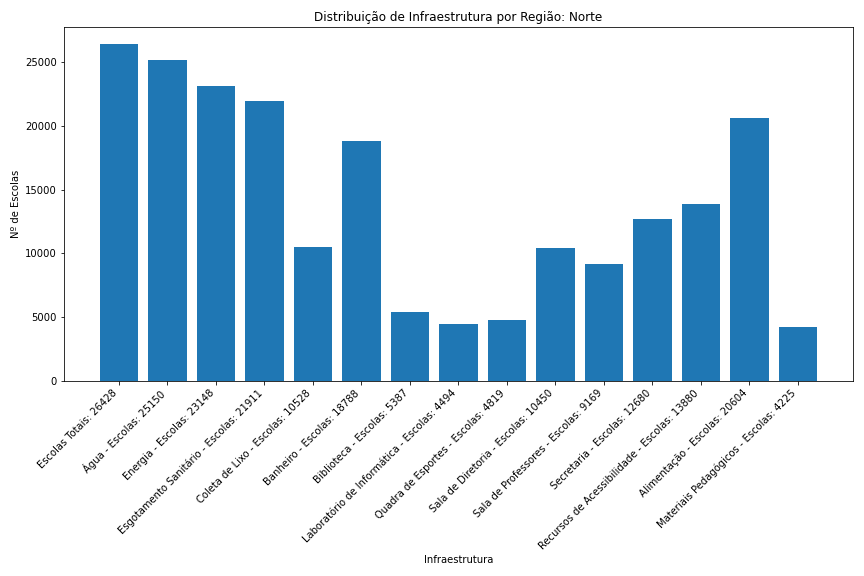 Distribuição de Infraestrutura por Região: Norte
Nº de Escolas
25000
20000
15000
10000
5000
0
Escolas Totais: 26428
Água - Escolas: 25150
Energia - Escolas: 23148
Esgotamento Sanitário - Escolas: 21911
Coleta de Lixo - Escolas: 10528
Banheiro - Escolas: 18788
Biblioteca - Escolas: 5387
Laboratório de Informática - Escolas: 4494
Quadra de Esportes - Escolas: 4819
Sala de Diretoria - Escolas: 10450
Sala de Professores - Escolas: 9169
Secretaria - Escolas: 12680
Recursos de Acessibilidade - Escolas: 13880
Alimentação - Escolas: 20604
Materiais Pedagógicos - Escolas: 4225
Infraestrutura